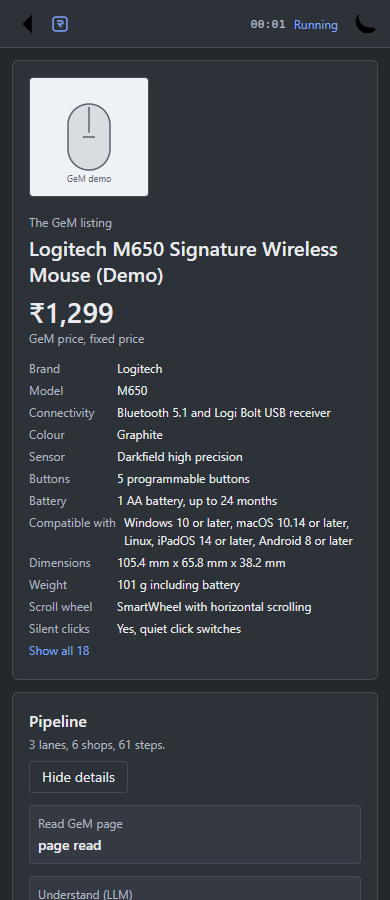 00:01 Running
GeM demo
The GeM listing
Logitech M650 Signature Wireless
Mouse (Demo)
₹1,299
GeM price, fixed price
Brand Logitech
Model M650
Connectivity Bluetooth 5.1 and Logi Bolt USB receiver
Colour Graphite
Sensor Darkfield high precision
Buttons 5 programmable buttons
Battery 1 AA battery, up to 24 months
Compatible with Windows 10 or later, macOS 10.14 or later,
Linux, iPadOS 14 or later, Android 8 or later
Dimensions 105.4 mm x 65.8 mm x 38.2 mm
Weight 101 g including battery
Scroll wheel SmartWheel with horizontal scrolling
Silent clicks Yes, quiet click switches
Show all 18
Pipeline
3 lanes, 6 shops, 61 steps.
Hide details
Read GeM page
page read
Understand (LLM)